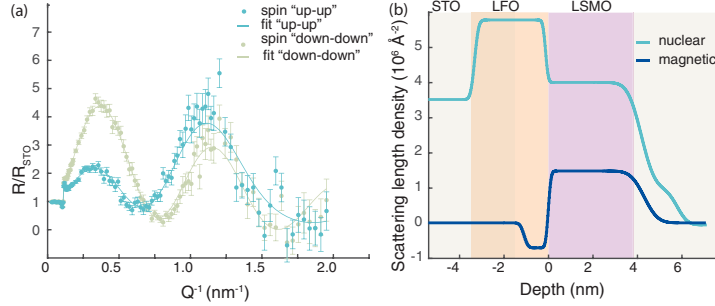 (a)
spin "up-up"
fit "up-up"
spin "down-down"
fit "down-down"
8
7
6
5
4
3
2
1
0
R/R_STO
0
0.5
1.0
1.5
2.0
Q⁻¹ (nm⁻¹)
(b)
STO
LFO
LSMO
nuclear
magnetic
6
5
4
3
2
1
0
Scattering length density (10⁶ Å⁻²)
-4
-2
0
2
4
6
Depth (nm)